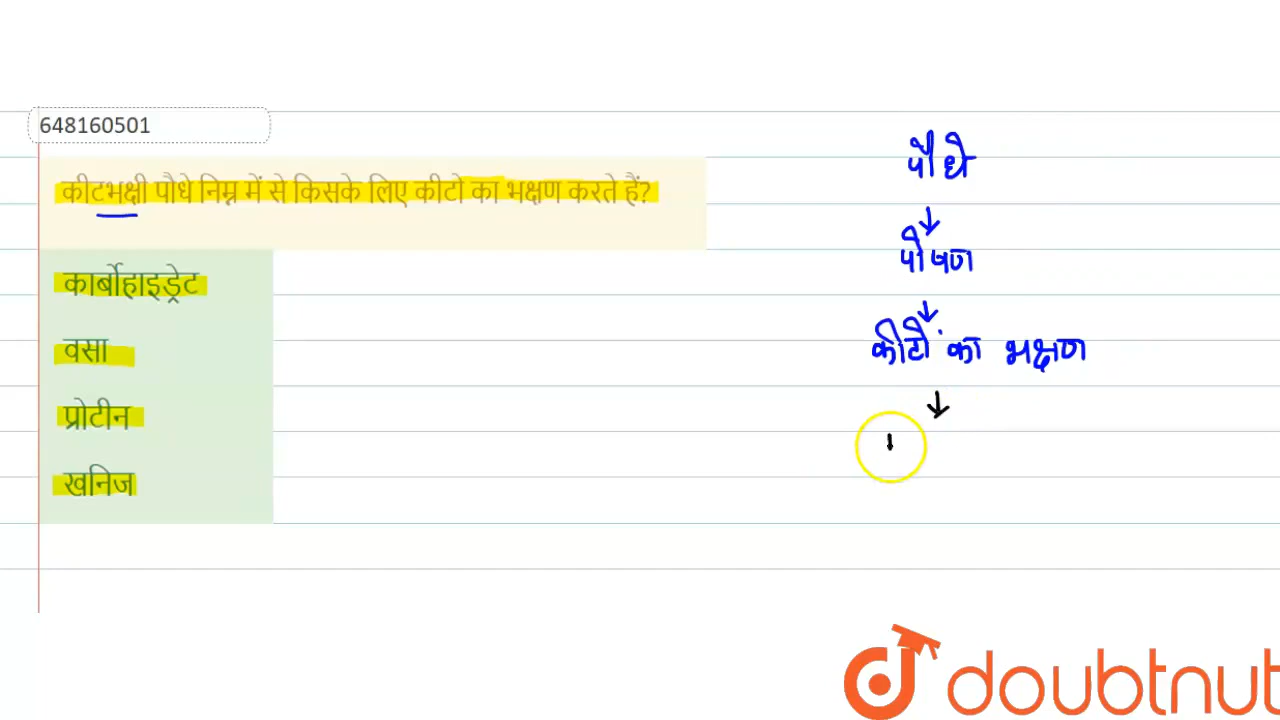 648160501
कीटभक्षी पौधे निम्न में से किसके लिए कीटो का भक्षण करते हैं?
कार्बोहाइड्रेट
वसा
प्रोटीन
खनिज
पौधे
पोषण
कीटों का भक्षण
doubtnut